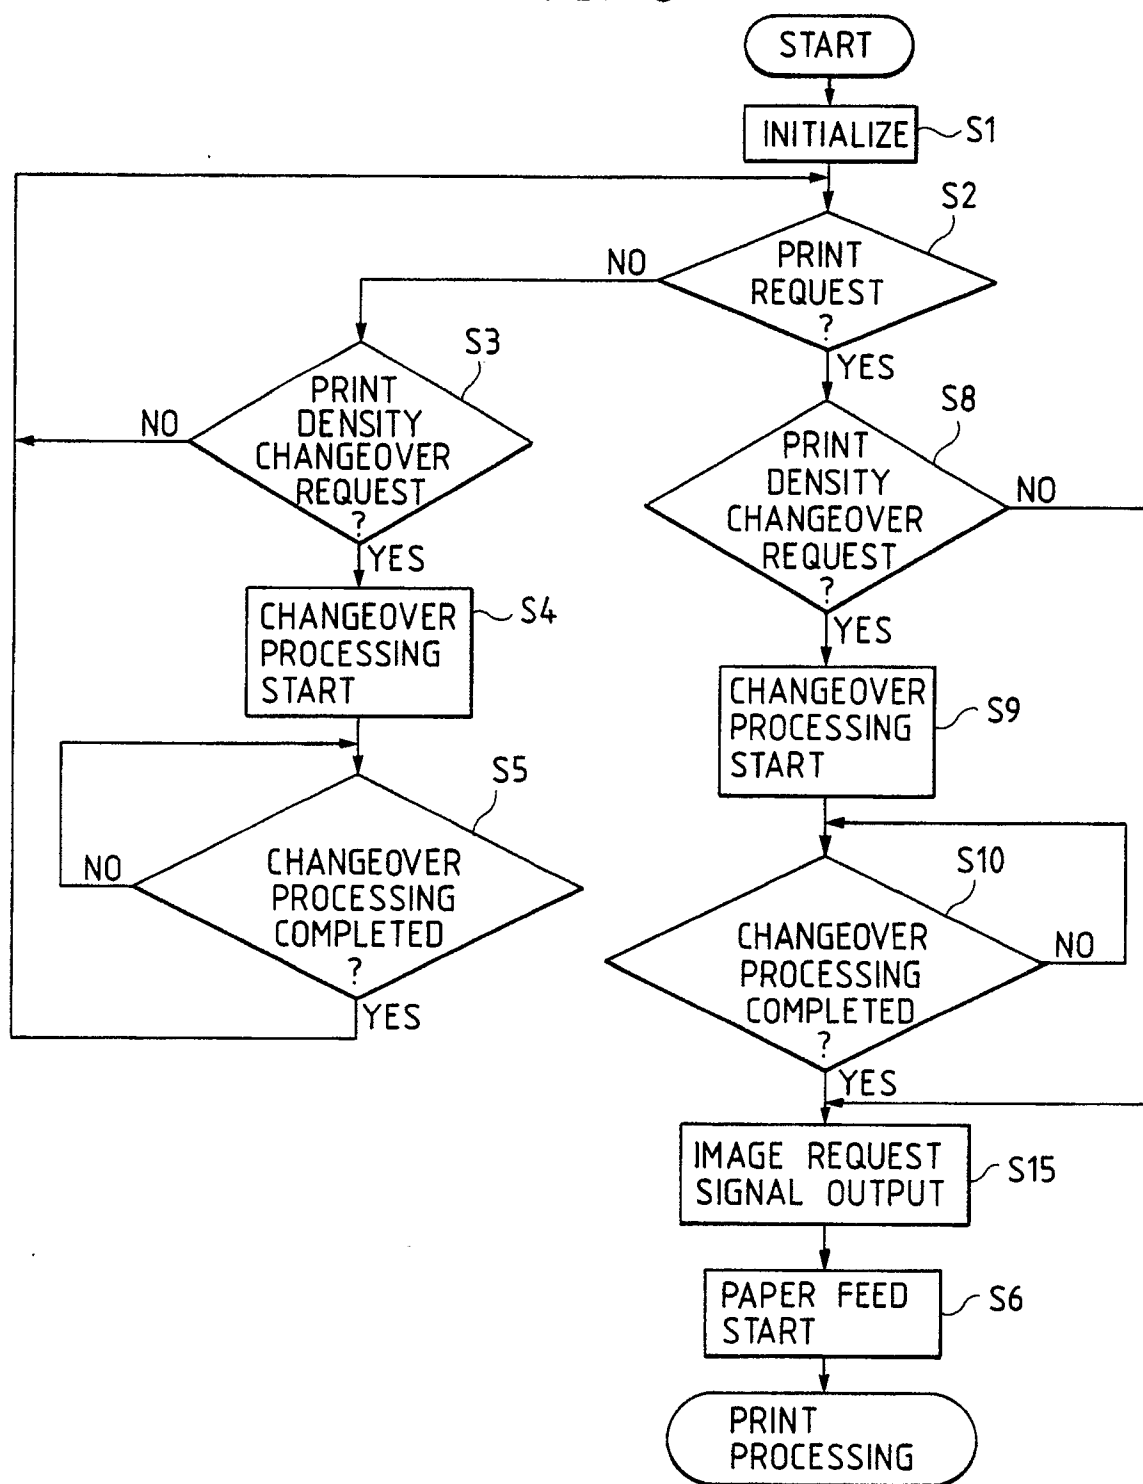 START
INITIALIZE
S1
S2
PRINT
REQUEST
?
NO
YES
S3
PRINT
DENSITY
CHANGEOVER
REQUEST
?
NO
YES
S8
PRINT
DENSITY
CHANGEOVER
REQUEST
?
NO
YES
S4
CHANGEOVER
PROCESSING
START
S9
CHANGEOVER
PROCESSING
START
S5
CHANGEOVER
PROCESSING
COMPLETED
?
NO
YES
S10
CHANGEOVER
PROCESSING
COMPLETED
?
NO
YES
IMAGE REQUEST
SIGNAL OUTPUT
S15
PAPER FEED
START
S6
PRINT
PROCESSING